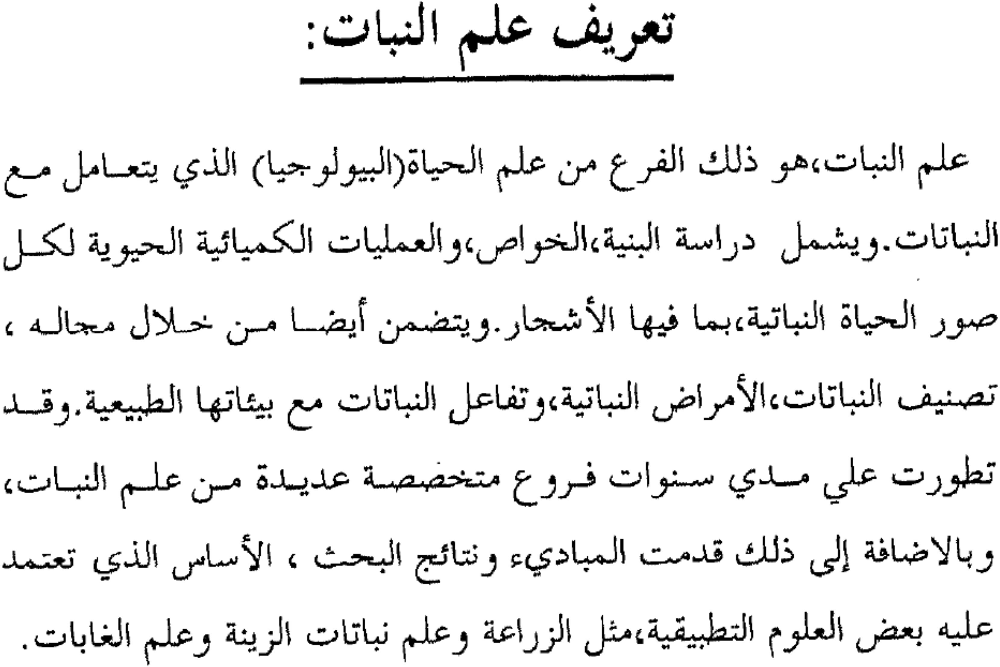 تعريف علم النبات:
علم النبات،هو ذلك الفرع من علم الحياة(البيولوجيا) الذي يتعامل مع
النباتات.ويشمل دراسة البنية،الخواص،والعمليات الكميائية الحيوية لكل
صور الحياة النباتية،بما فيها الأشجار.ويتضمن أيضا من خلال مجاله ،
تصنيف النباتات،الأمراض النباتية،وتفاعل النباتات مع بيئاتها الطبيعية.وقد
تطورت علي مدي سنوات فروع متخصصة عديدة من علم النبات،
وبالاضافة إلى ذلك قدمت المباديء ونتائج البحث ، الأساس الذي تعتمد
عليه بعض العلوم التطبيقية،مثل الزراعة وعلم نباتات الزينة وعلم الغابات.